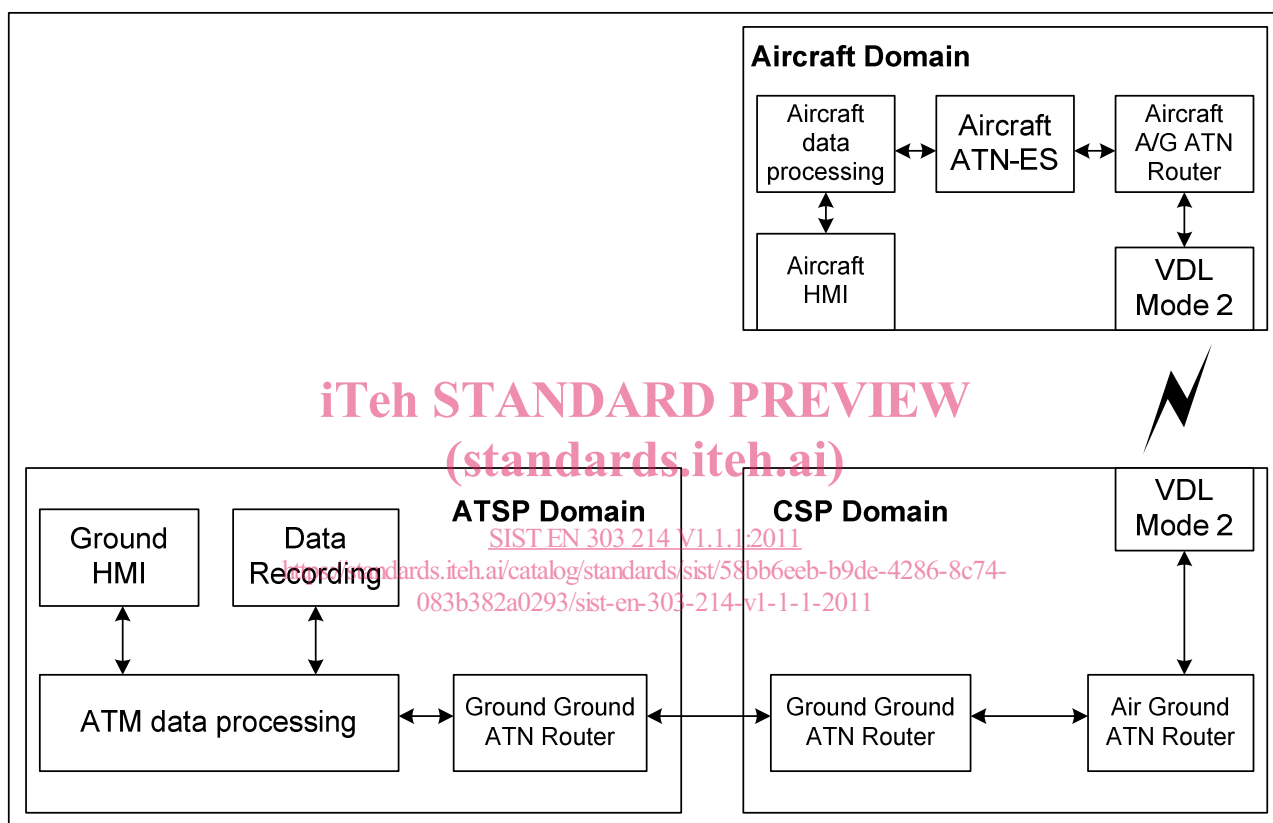 Aircraft Domain
Aircraft
data
processing
Aircraft
ATN-ES
Aircraft
A/G ATN
Router
Aircraft
HMI
VDL
Mode 2
iTeh STANDARD PREVIEW
(standards.iteh.ai)
ATSP Domain
CSP Domain
VDL
Mode 2
Ground
HMI
Data
Recording
SIST EN 303 214 V1.1.1:2011
https://standards.iteh.ai/catalog/standards/sist/58bb6eeb-b9de-4286-8c74-
083b382a0293/sist-en-303-214-v1-1-1-2011
ATM data processing
Ground Ground
ATN Router
Ground Ground
ATN Router
Air Ground
ATN Router